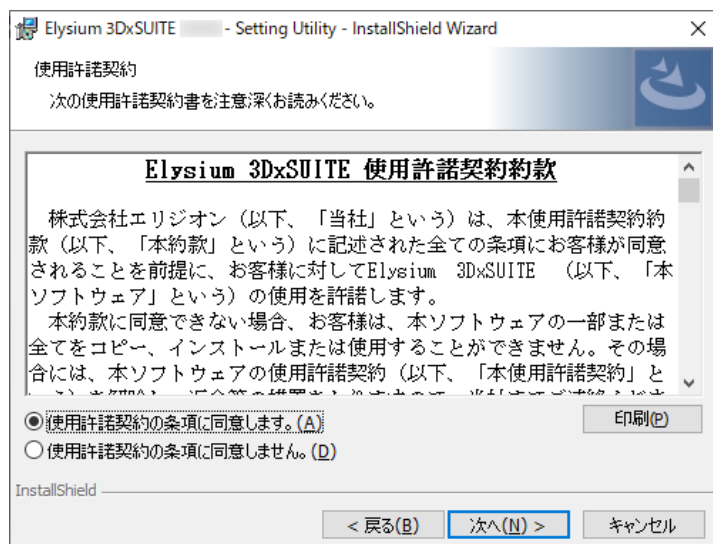 Elysium 3DxSUITE - Setting Utility - InstallShield Wizard
使用許諾契約
次の使用許諾契約書を注意深くお読みください。
Elysium 3DxSUITE 使用許諾契約約款
株式会社エリジオン（以下、「当社」という）は、本使用許諾契約約
款（以下、「本約款」という）に記述された全ての条項にお客様が同意
されることを前提に、お客様に対してElysium 3DxSUITE （以下、「本
ソフトウェア」という）の使用を許諾します。
本約款に同意できない場合、お客様は、本ソフトウェアの一部または
全てをコピー、インストールまたは使用することができません。その場
合には、本ソフトウェアの使用許諾契約（以下、「本使用許諾契約」と
使用許諾契約の条項に同意します。(A)
印刷(P)
使用許諾契約の条項に同意しません。(D)
InstallShield
< 戻る(B)
次へ(N) >
キャンセル